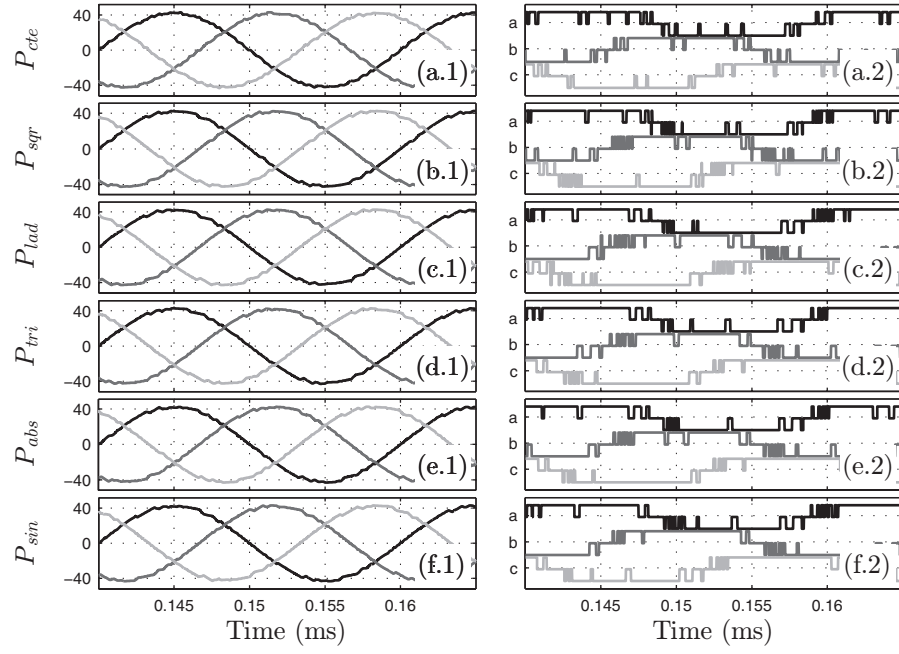 P_cte 40 0 −40 (a.1) a b c (a.2)
P_sqr 40 0 −40 (b.1) a b c (b.2)
P_lad 40 0 −40 (c.1) a b c (c.2)
P_tri 40 0 −40 (d.1) a b c (d.2)
P_abs 40 0 −40 (e.1) a b c (e.2)
P_sin 40 0 −40 (f.1) a b c (f.2)
0.145 0.15 0.155 0.16 0.145 0.15 0.155 0.16
Time (ms) Time (ms)